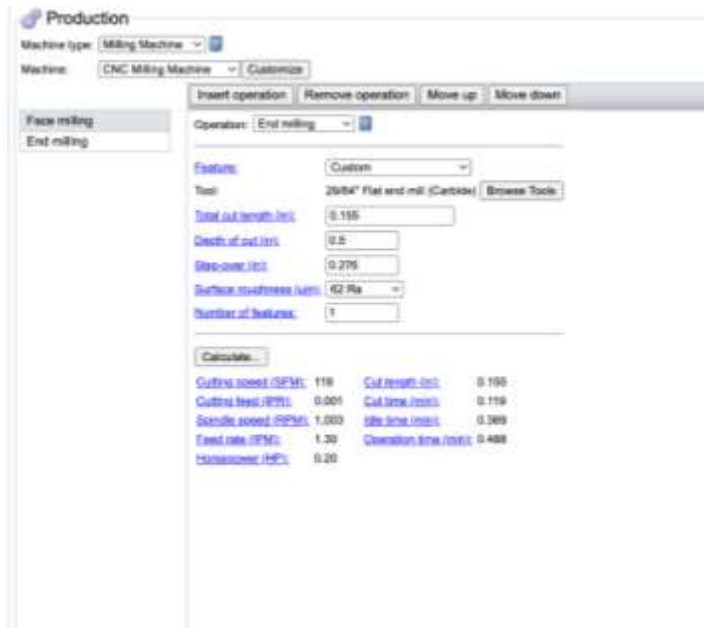 Production
Machine type: Milling Machine
Machine: CNC Milling Machine Customize
Insert operation Remove operation Move up Move down
Face milling
End milling
Operation: End milling
Feature: Custom
Tool: Flat end mill (Carbide) Browse Tools
Total cut length (in): 0.155
Depth of cut (in): 0.5
Step-over (in): 0.276
Surface roughness (μin): 62 Ra
Number of features: 1
Calculate...
Cutting speed (SFM): Cut length (in): 0.155
Cutting feed (IPR): 0.001 Cut time (min): 0.119
Spindle speed (RPM): 1,003 Idle time (min): 0.369
Feed rate (IPM): 1.30 Operation time (min): 0.488
Horsepower (HP): 0.20